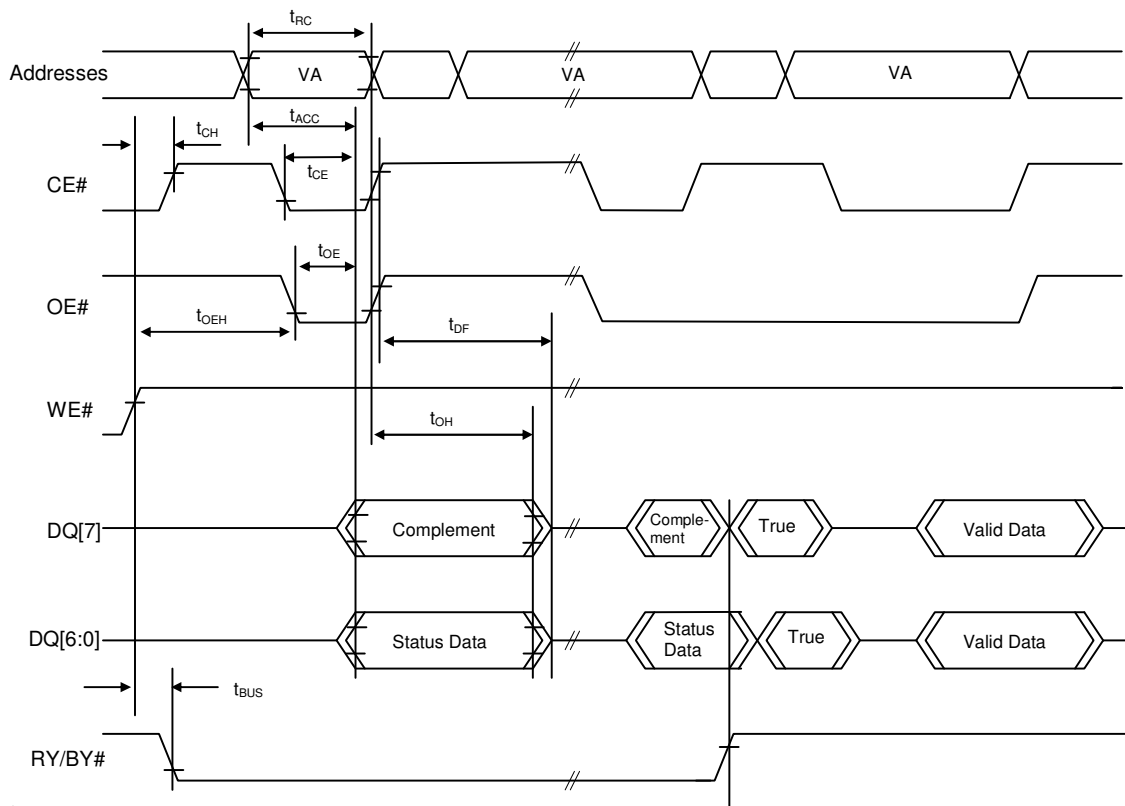 tRC
Addresses VA VA VA
tACC
tCH
tCE
CE#
tOE
OE#
tOEH
tDF
WE#
tOH
DQ[7] Complement Comple-
ment True Valid Data
DQ[6:0] Status Data Status
Data True Valid Data
tBUS
RY/BY#